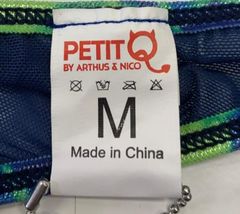 PETIT Q
BY ARTHUS & NICO
M
Made in China